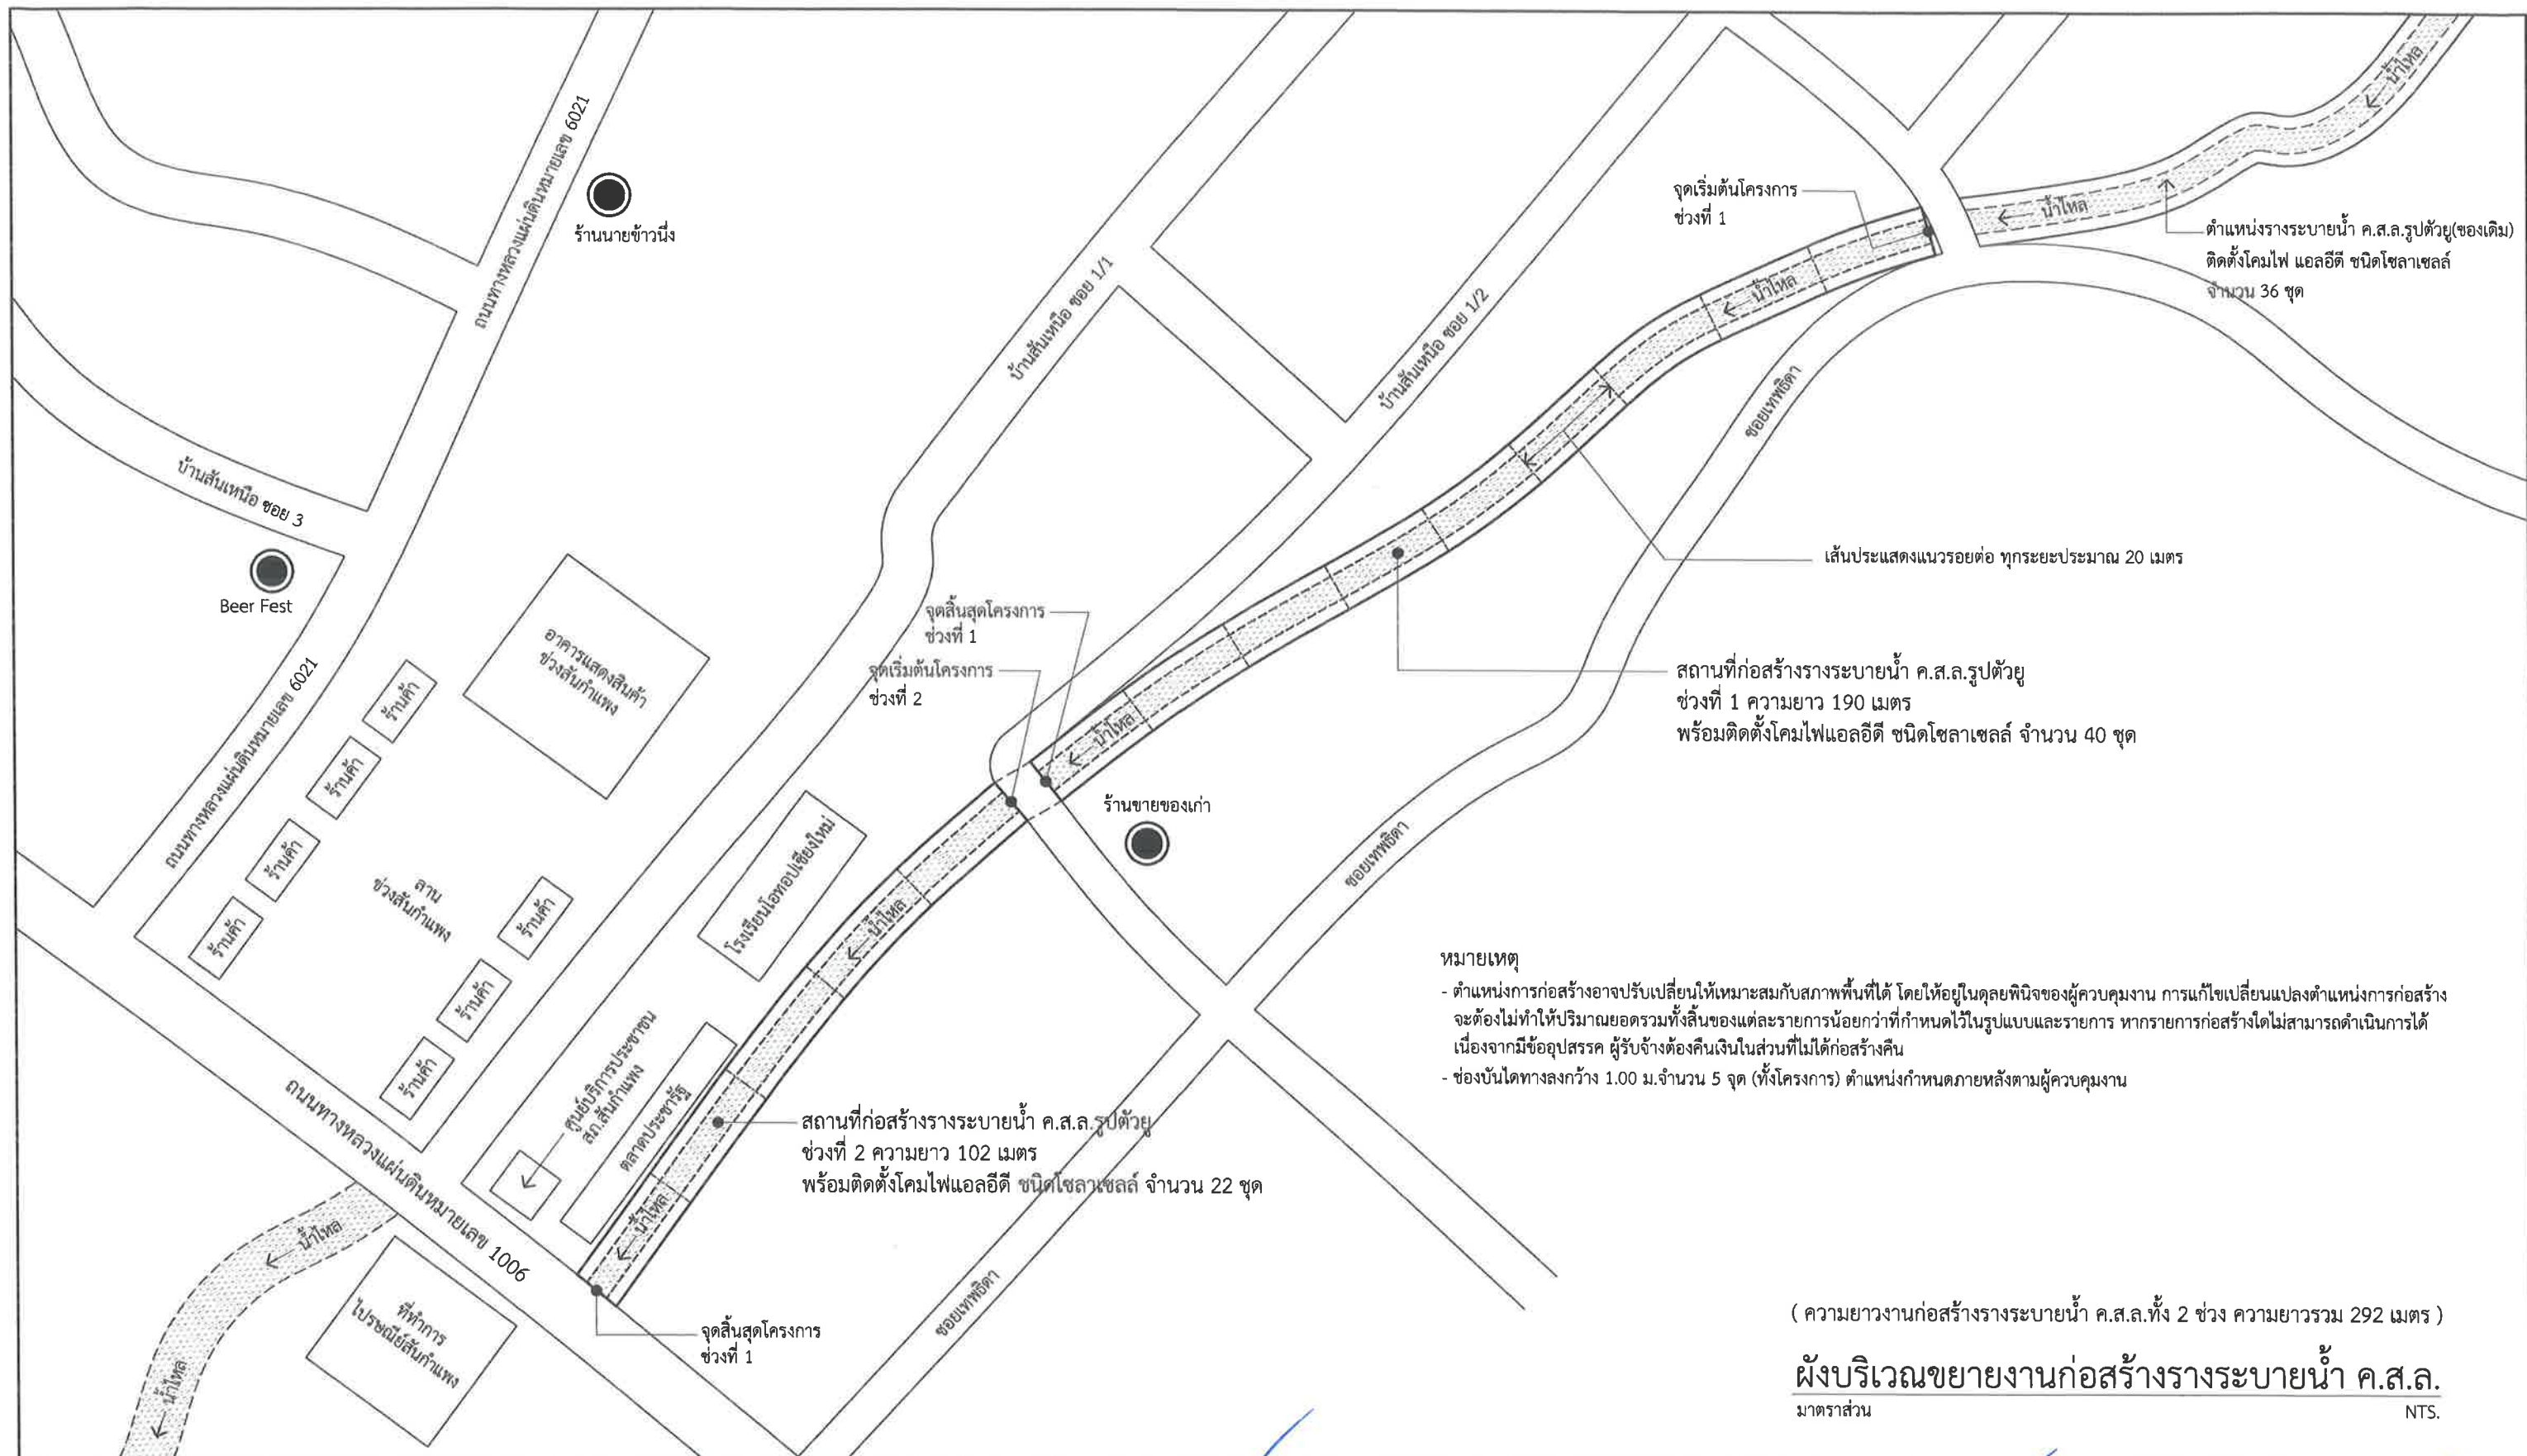 ถนนทางหลวงแผ่นดินหมายเลข 6021
ร้านนายข้าวนึ่ง
บ้านสันเหนือ ซอย 1/1
บ้านสันเหนือ ซอย 1/2
จุดเริ่มต้นโครงการ
ช่วงที่ 1
น้ำไหล
น้ำไหล
น้ำไหล
ตำแหน่งรางระบายน้ำ ค.ส.ล.รูปตัวยู(ของเดิม)
ติดตั้งโคมไฟ แอลอีดี ชนิดโซลาเซลล์
จำนวน 36 ชุด
ซอยเทพธิดา
บ้านสันเหนือ ซอย 3
Beer Fest
เส้นประแสดงแนวรอยต่อ ทุกระยะประมาณ 20 เมตร
อาคารแสดงสินค้า
ช่วงสันกำแพง
จุดสิ้นสุดโครงการ
ช่วงที่ 1
จุดเริ่มต้นโครงการ
ช่วงที่ 2
สถานที่ก่อสร้างรางระบายน้ำ ค.ส.ล.รูปตัวยู
ช่วงที่ 1 ความยาว 190 เมตร
พร้อมติดตั้งโคมไฟแอลอีดี ชนิดโซลาเซลล์ จำนวน 40 ชุด
ถนนทางหลวงแผ่นดินหมายเลข 6021
ร้านค้า
ร้านค้า
ร้านค้า
ร้านค้า
ลาน
ช่วงสันกำแพง
ร้านค้า
ร้านค้า
ร้านค้า
น้ำไหล
ร้านขายของเก่า
โรงเรียนโอทอปเชียงใหม่
ซอยเทพธิดา
น้ำไหล
หมายเหตุ
- ตำแหน่งการก่อสร้างอาจปรับเปลี่ยนให้เหมาะสมกับสภาพพื้นที่ได้ โดยให้อยู่ในดุลยพินิจของผู้ควบคุมงาน การแก้ไขเปลี่ยนแปลงตำแหน่งการก่อสร้าง
จะต้องไม่ทำให้ปริมาณยอดรวมทั้งสิ้นของแต่ละรายการน้อยกว่าที่กำหนดไว้ในรูปแบบและรายการ หากรายการก่อสร้างใดไม่สามารถดำเนินการได้
เนื่องจากมีข้ออุปสรรค ผู้รับจ้างต้องคืนเงินในส่วนที่ไม่ได้ก่อสร้างคืน
- ช่องบันไดทางลงกว้าง 1.00 ม.จำนวน 5 จุด (ทั้งโครงการ) ตำแหน่งกำหนดภายหลังตามผู้ควบคุมงาน
ศูนย์บริการประชาชน
สภ.สันกำแพง
ตลาดประชารัฐ
สถานที่ก่อสร้างรางระบายน้ำ ค.ส.ล.รูปตัวยู
ช่วงที่ 2 ความยาว 102 เมตร
พร้อมติดตั้งโคมไฟแอลอีดี ชนิดโซลาเซลล์ จำนวน 22 ชุด
น้ำไหล
ถนนทางหลวงแผ่นดินหมายเลข 1006
น้ำไหล
น้ำไหล
ที่ทำการ
ไปรษณีย์สันกำแพง
จุดสิ้นสุดโครงการ
ช่วงที่ 1
ซอยเทพธิดา
( ความยาวงานก่อสร้างรางระบายน้ำ ค.ส.ล.ทั้ง 2 ช่วง ความยาวรวม 292 เมตร )
ผังบริเวณขยายงานก่อสร้างรางระบายน้ำ ค.ส.ล.
มาตราส่วน NTS.